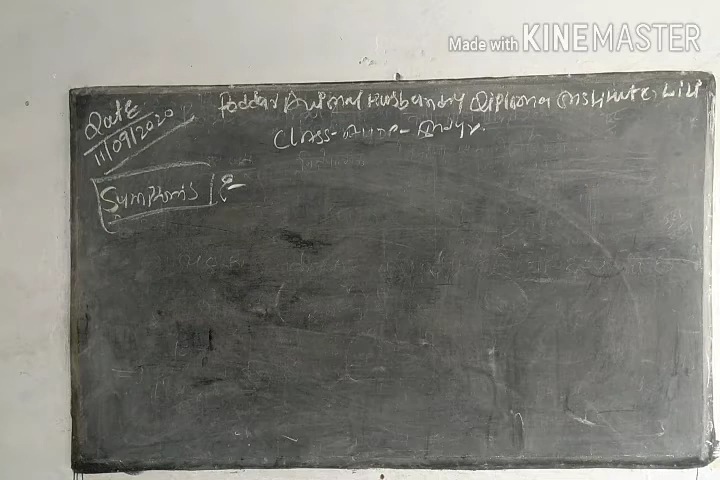 Made with KINEMASTER
Poddar Animal Husbandry Diploma Institute,
Date
11/09/2020
Class-
Symptoms :-